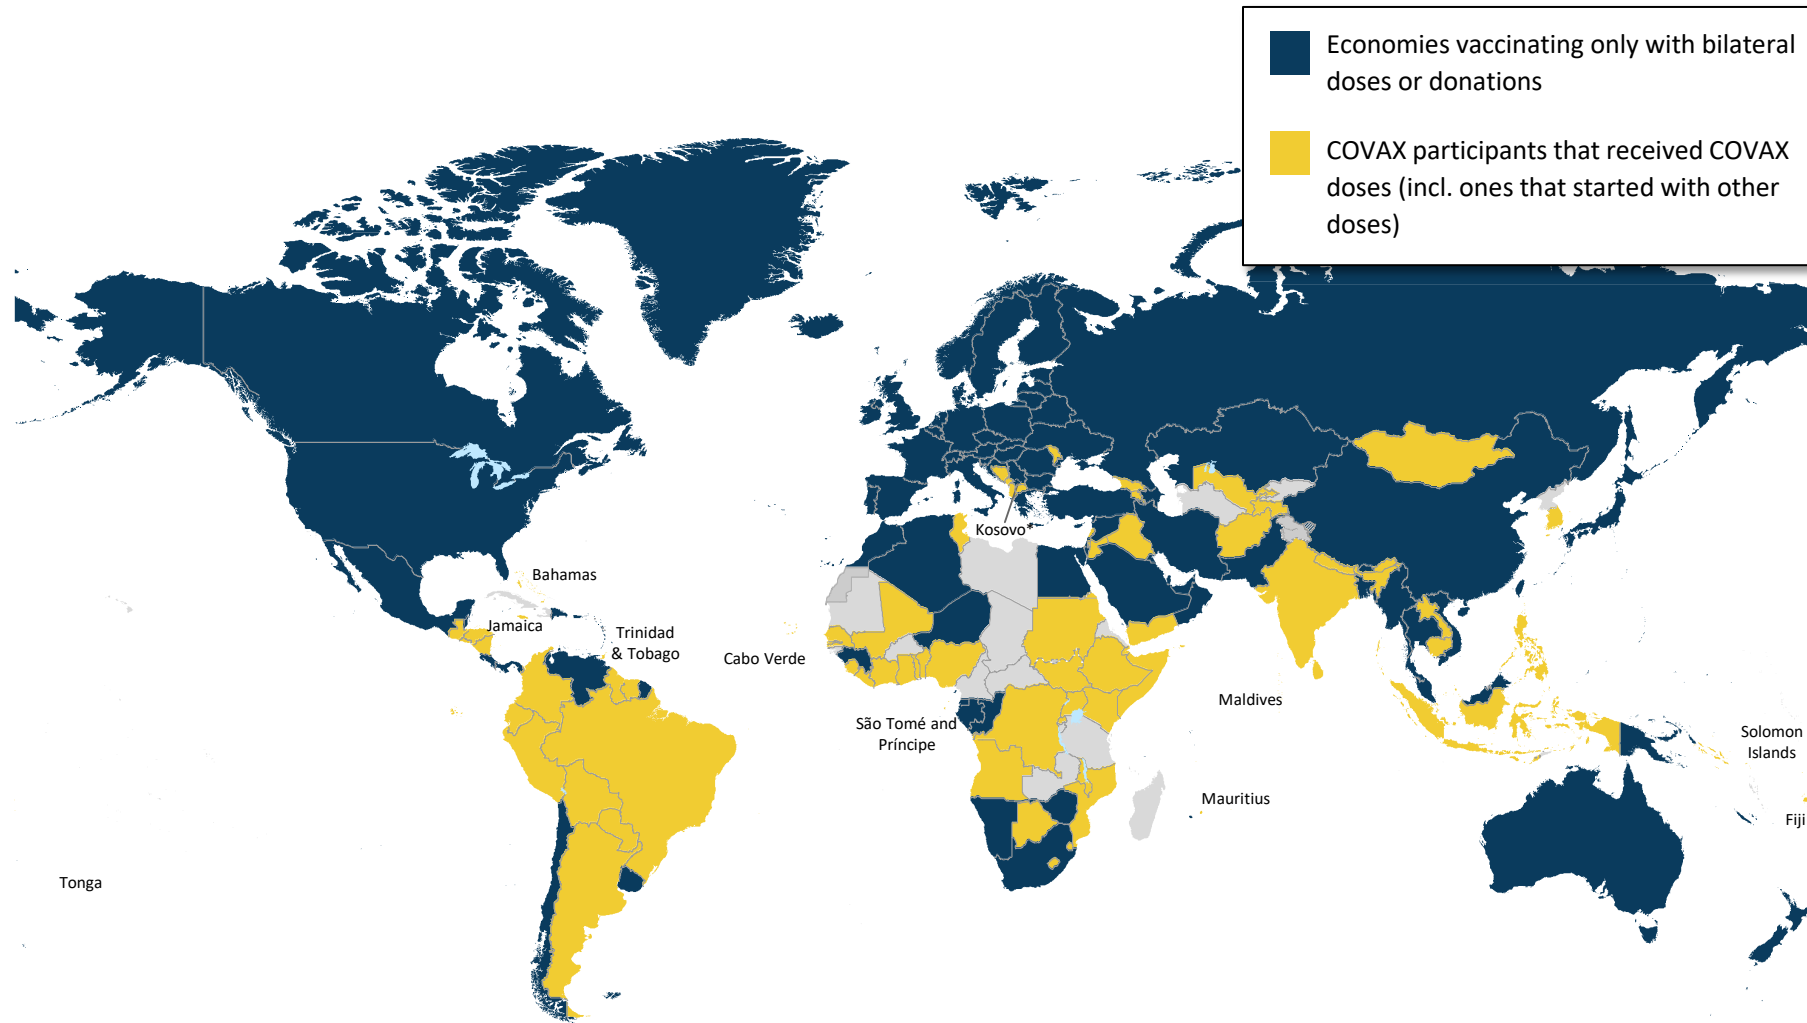 Economies vaccinating only with bilateral
doses or donations
COVAX participants that received COVAX
doses (incl. ones that started with other
doses)
Kosovo*
Bahamas
Jamaica
Trinidad
& Tobago
Cabo Verde
Maldives
São Tomé and
Príncipe
Solomon
Islands
Mauritius
Fiji
Tonga